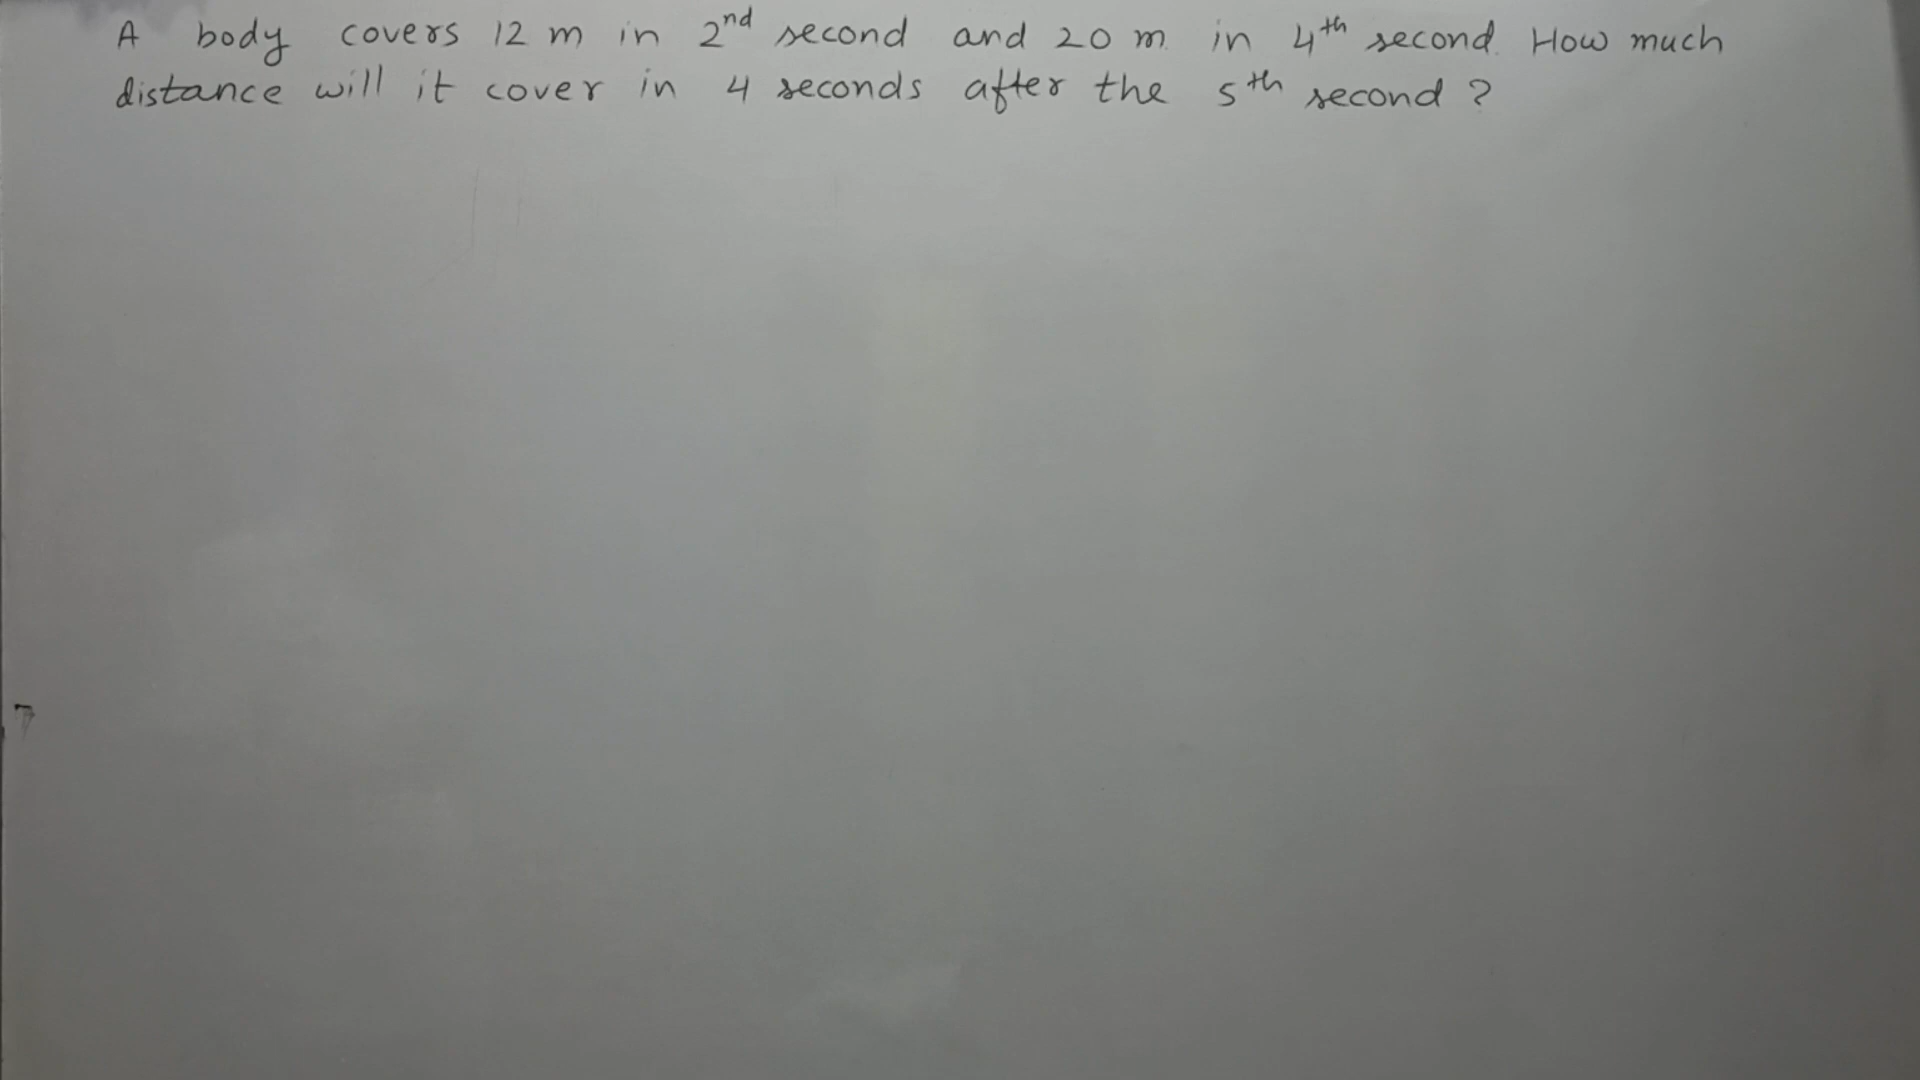 A body covers 12 m in 2nd second and 20 m in 4th second. How much
distance will it cover in 4 seconds after the 5th second ?